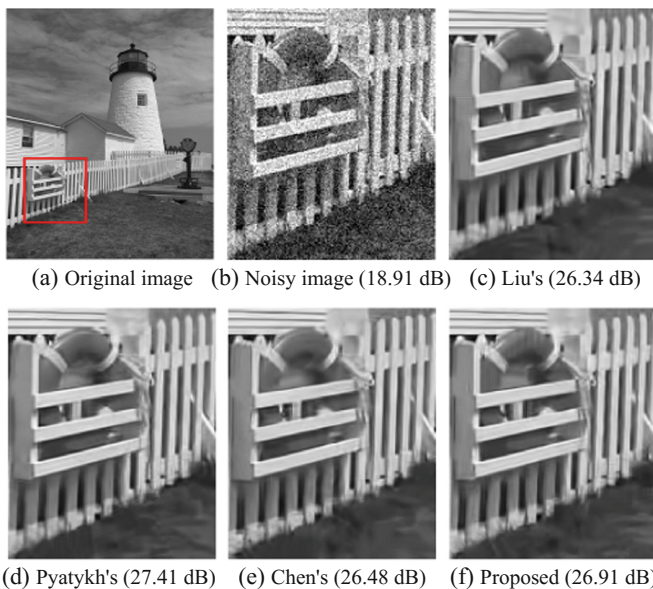 (a) Original image (b) Noisy image (18.91 dB) (c) Liu's (26.34 dB)
(d) Pyatykh's (27.41 dB) (e) Chen's (26.48 dB) (f) Proposed (26.91 dB)